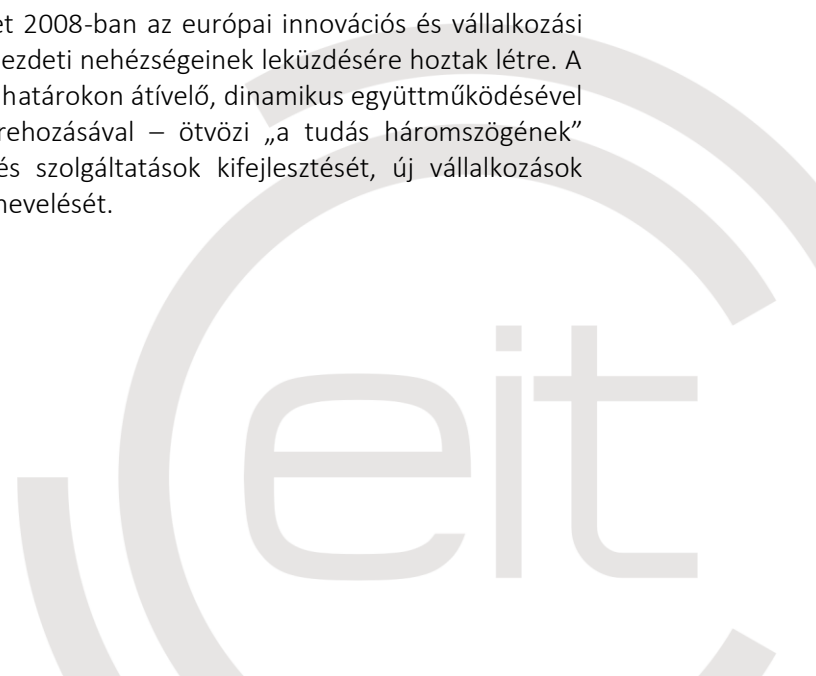 et 2008-ban az európai innovációs és vállalkozási
ezdeti nehézségeinek leküzdésére hoztak létre. A
határokon átívelő, dinamikus együttműködésével
rehozásával – ötvözi „a tudás háromszögének”
és szolgáltatások kifejlesztését, új vállalkozások
nevelését.
eit